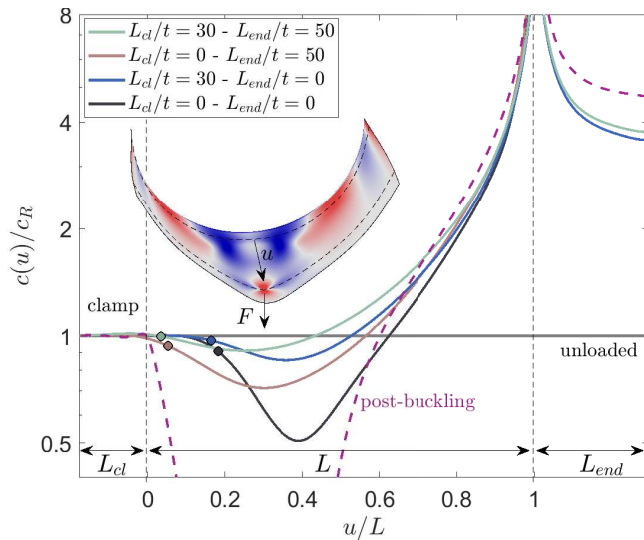 8
4
2
1
0.5
c(u)/c_R
L_cl/t = 30 - L_end/t = 50
L_cl/t = 0 - L_end/t = 50
L_cl/t = 30 - L_end/t = 0
L_cl/t = 0 - L_end/t = 0
u
F
clamp
unloaded
post-buckling
L_cl
L
L_end
0 0.2 0.4 0.6 0.8 1
u/L